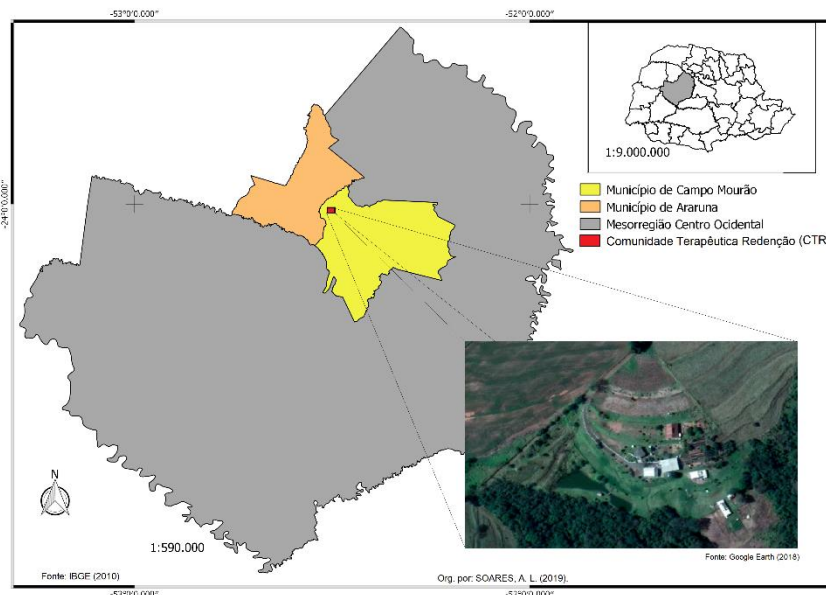 -53°0'0.000"
-52°0'0.000"
-24°0'0.000"
1:9.000.000
Município de Campo Mourão
Município de Araruna
Mesorregião Centro Ocidental
Comunidade Terapêutica Redenção (CTR
N
1:590.000
Fonte: Google Earth (2018)
Fonte: IBGE (2010)
Org. por: SOARES, A. L. (2019).